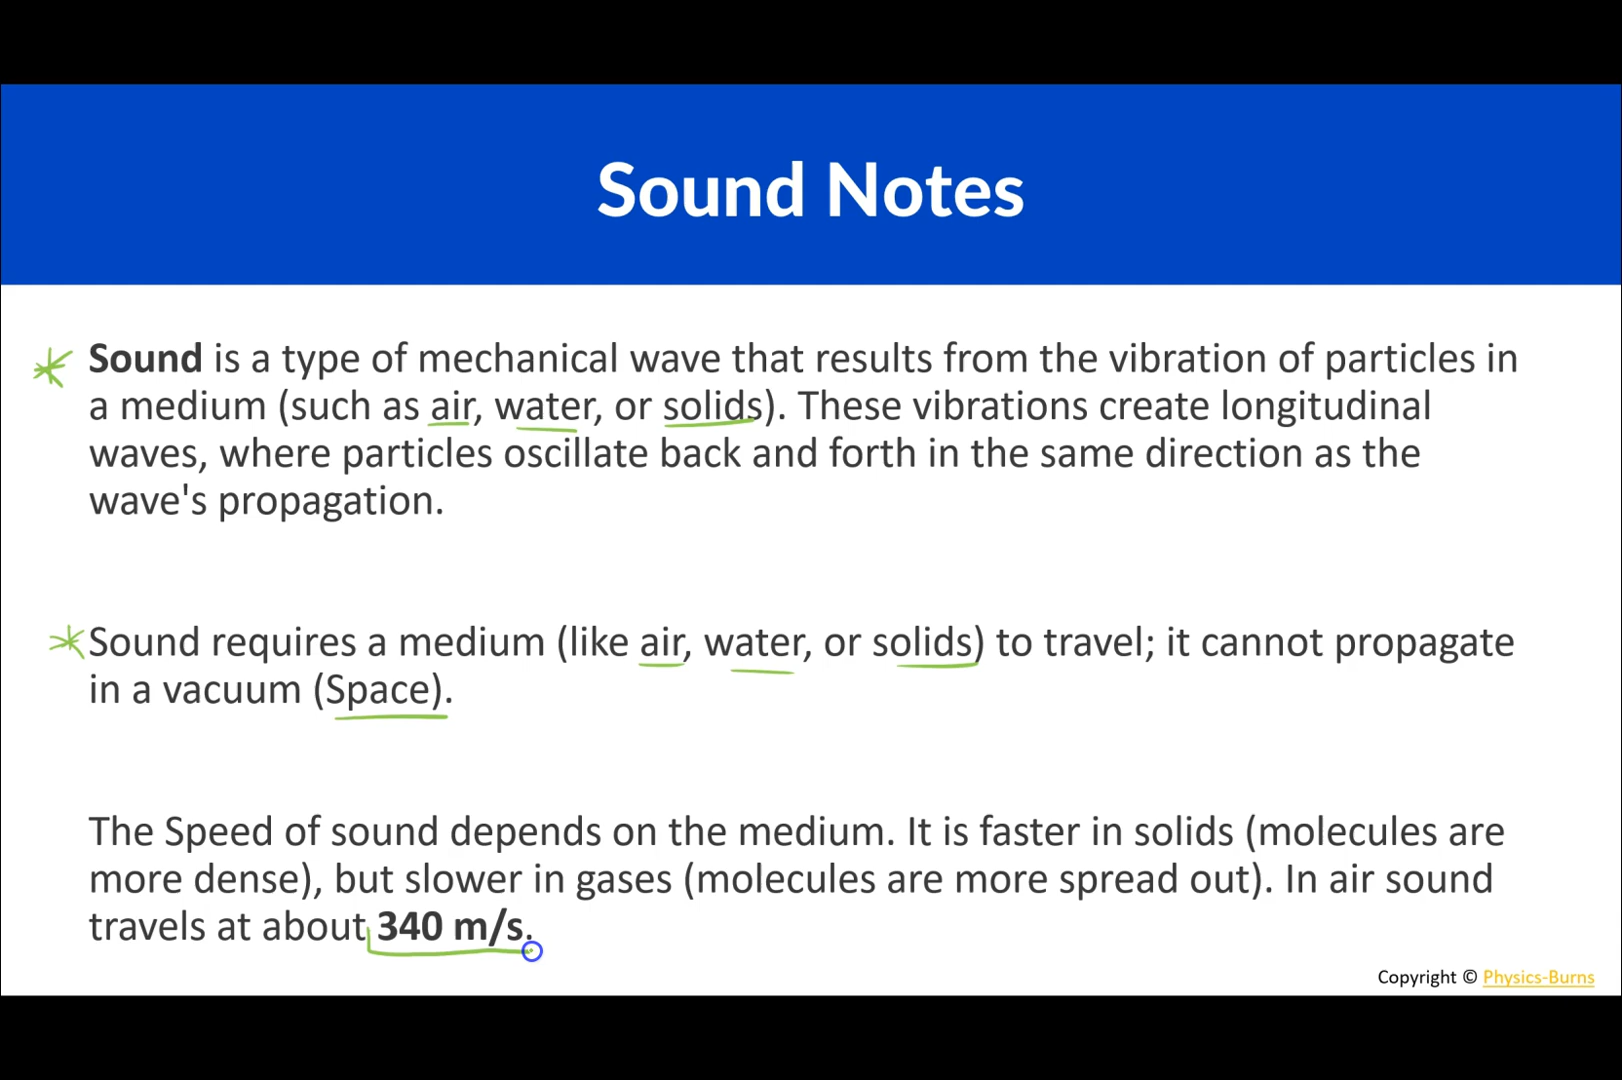 Sound Notes
Sound is a type of mechanical wave that results from the vibration of particles in
a medium (such as air, water, or solids). These vibrations create longitudinal
waves, where particles oscillate back and forth in the same direction as the
wave's propagation.
Sound requires a medium (like air, water, or solids) to travel; it cannot propagate
in a vacuum (Space).
The Speed of sound depends on the medium. It is faster in solids (molecules are
more dense), but slower in gases (molecules are more spread out). In air sound
travels at about 340 m/s.
Copyright © Physics-Burns